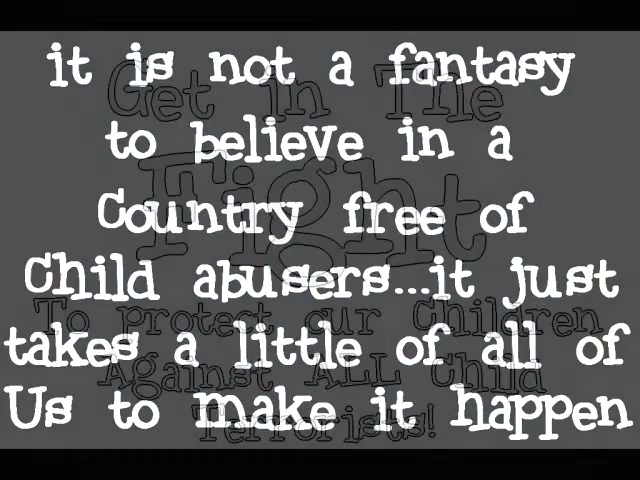 it is not a fantasy
to believe in a
Country free of
Child abusers...it just
takes a little of all of
Us to make it happen
Get in The
Fight
To protect our Children
Against ALL Child
Terrorists!